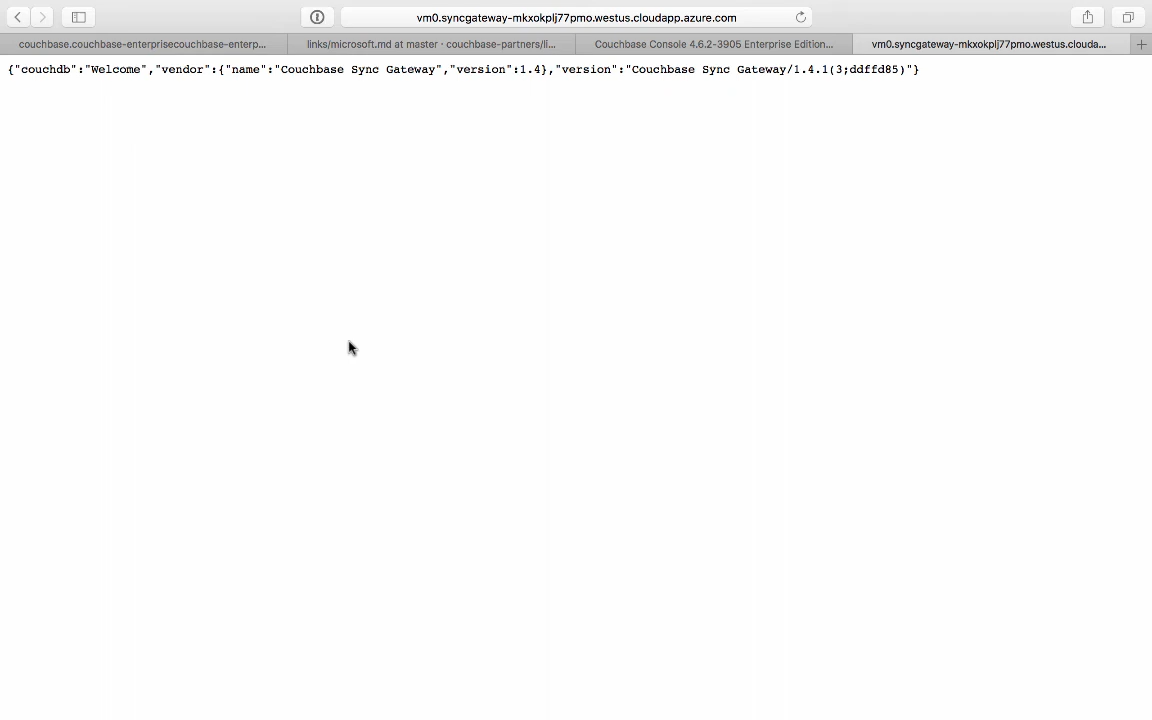 vm0.syncgateway-mkxokplj77pmo.westus.cloudapp.azure.com
couchbase.couchbase-enterprisecouchbase-enterp...
links/microsoft.md at master · couchbase-partners/li...
Couchbase Console 4.6.2-3905 Enterprise Edition...
vm0.syncgateway-mkxokplj77pmo.westus.clouda...
{"couchdb":"Welcome","vendor":{"name":"Couchbase Sync Gateway","version":1.4},"version":"Couchbase Sync Gateway/1.4.1(3;ddffd85)"}